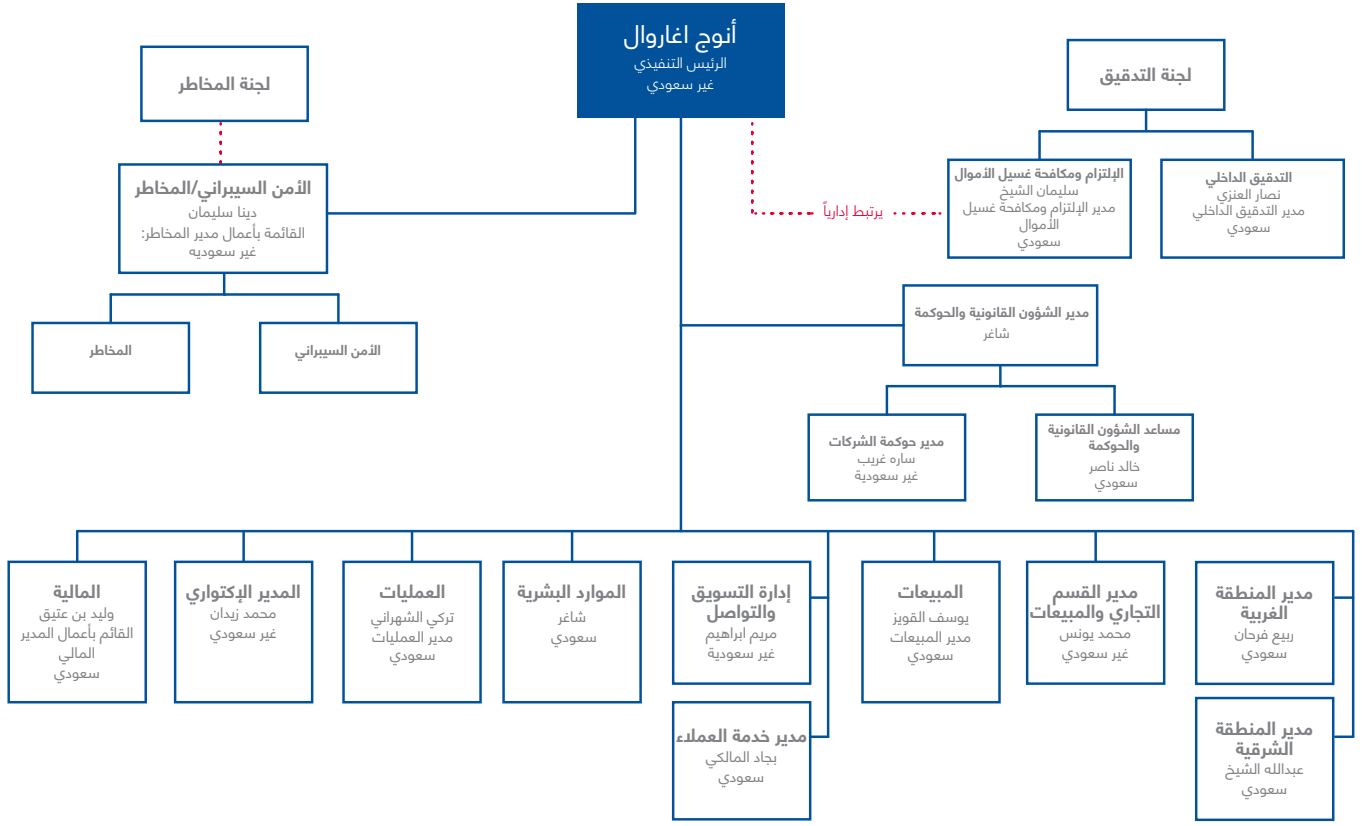 أنوج اغاروال
الرئيس التنفيذي
غير سعودي
لجنة التدقيق
لجنة المخاطر
التدقيق الداخلي
نصار العنزي
مدير التدقيق الداخلي
سعودي
الإلتزام ومكافحة غسيل الأموال
سليمان الشيخ
مدير الإلتزام ومكافحة غسيل
الأموال
سعودي
يرتبط إدارياً
الأمن السيبراني/المخاطر
دينا سليمان
القائمة بأعمال مدير المخاطر:
غير سعوديه
الأمن السيبراني
المخاطر
مدير الشؤون القانونية والحوكمة
شاغر
مساعد الشؤون القانونية
والحوكمة
خالد ناصر
سعودي
مدير حوكمة الشركات
ساره غريب
غير سعودية
مدير المنطقة
الغربية
ربيع فرحان
سعودي
مدير القسم
التجاري والمبيعات
محمد يونس
غير سعودي
المبيعات
يوسف القويز
مدير المبيعات
سعودي
إدارة التسويق
والتواصل
مريم ابراهيم
غير سعودية
الموارد البشرية
شاغر
سعودي
العمليات
تركي الشهراني
مدير العمليات
سعودي
المدير الإكتواري
محمد زيدان
غير سعودي
المالية
وليد بن عتيق
القائم بأعمال المدير
المالي
سعودي
مدير المنطقة
الشرقية
عبدالله الشيخ
سعودي
مدير خدمة العملاء
بجاد المالكي
سعودي